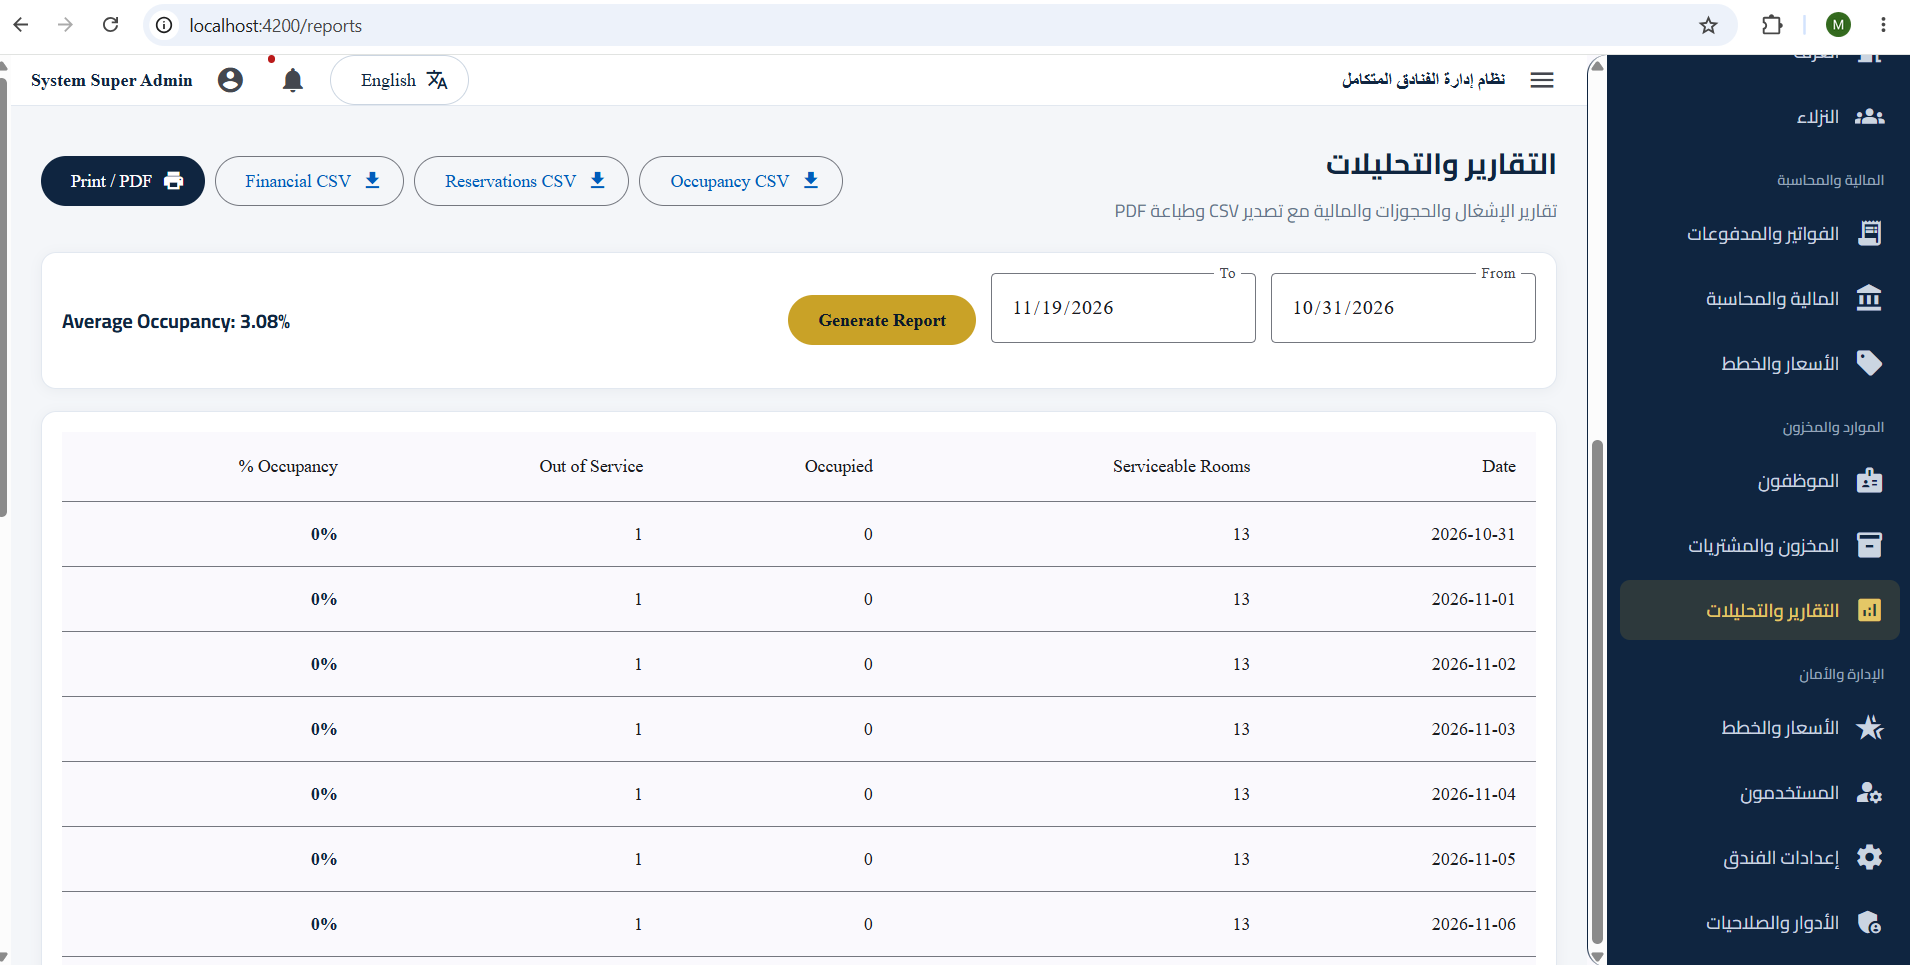 localhost:4200/reports
M
نظام إدارة الفنادق المتكامل
English
System Super Admin
النزلاء
المالية والمحاسبة
الفواتير والمدفوعات
المالية والمحاسبة
الأسعار والخطط
الموارد والمخزون
الموظفون
المخزون والمشتريات
التقارير والتحليلات
الإدارة والأمان
الأسعار والخطط
المستخدمون
إعدادات الفندق
الأدوار والصلاحيات
التقارير والتحليلات
تقارير الإشغال والحجوزات والمالية مع تصدير CSV وطباعة PDF
Print / PDF Financial CSV Reservations CSV Occupancy CSV
From To
10/31/2026 11/19/2026
Generate Report
Average Occupancy: 3.08%
Date Serviceable Rooms Occupied Out of Service % Occupancy
2026-10-31 13 0 1 0%
2026-11-01 13 0 1 0%
2026-11-02 13 0 1 0%
2026-11-03 13 0 1 0%
2026-11-04 13 0 1 0%
2026-11-05 13 0 1 0%
2026-11-06 13 0 1 0%